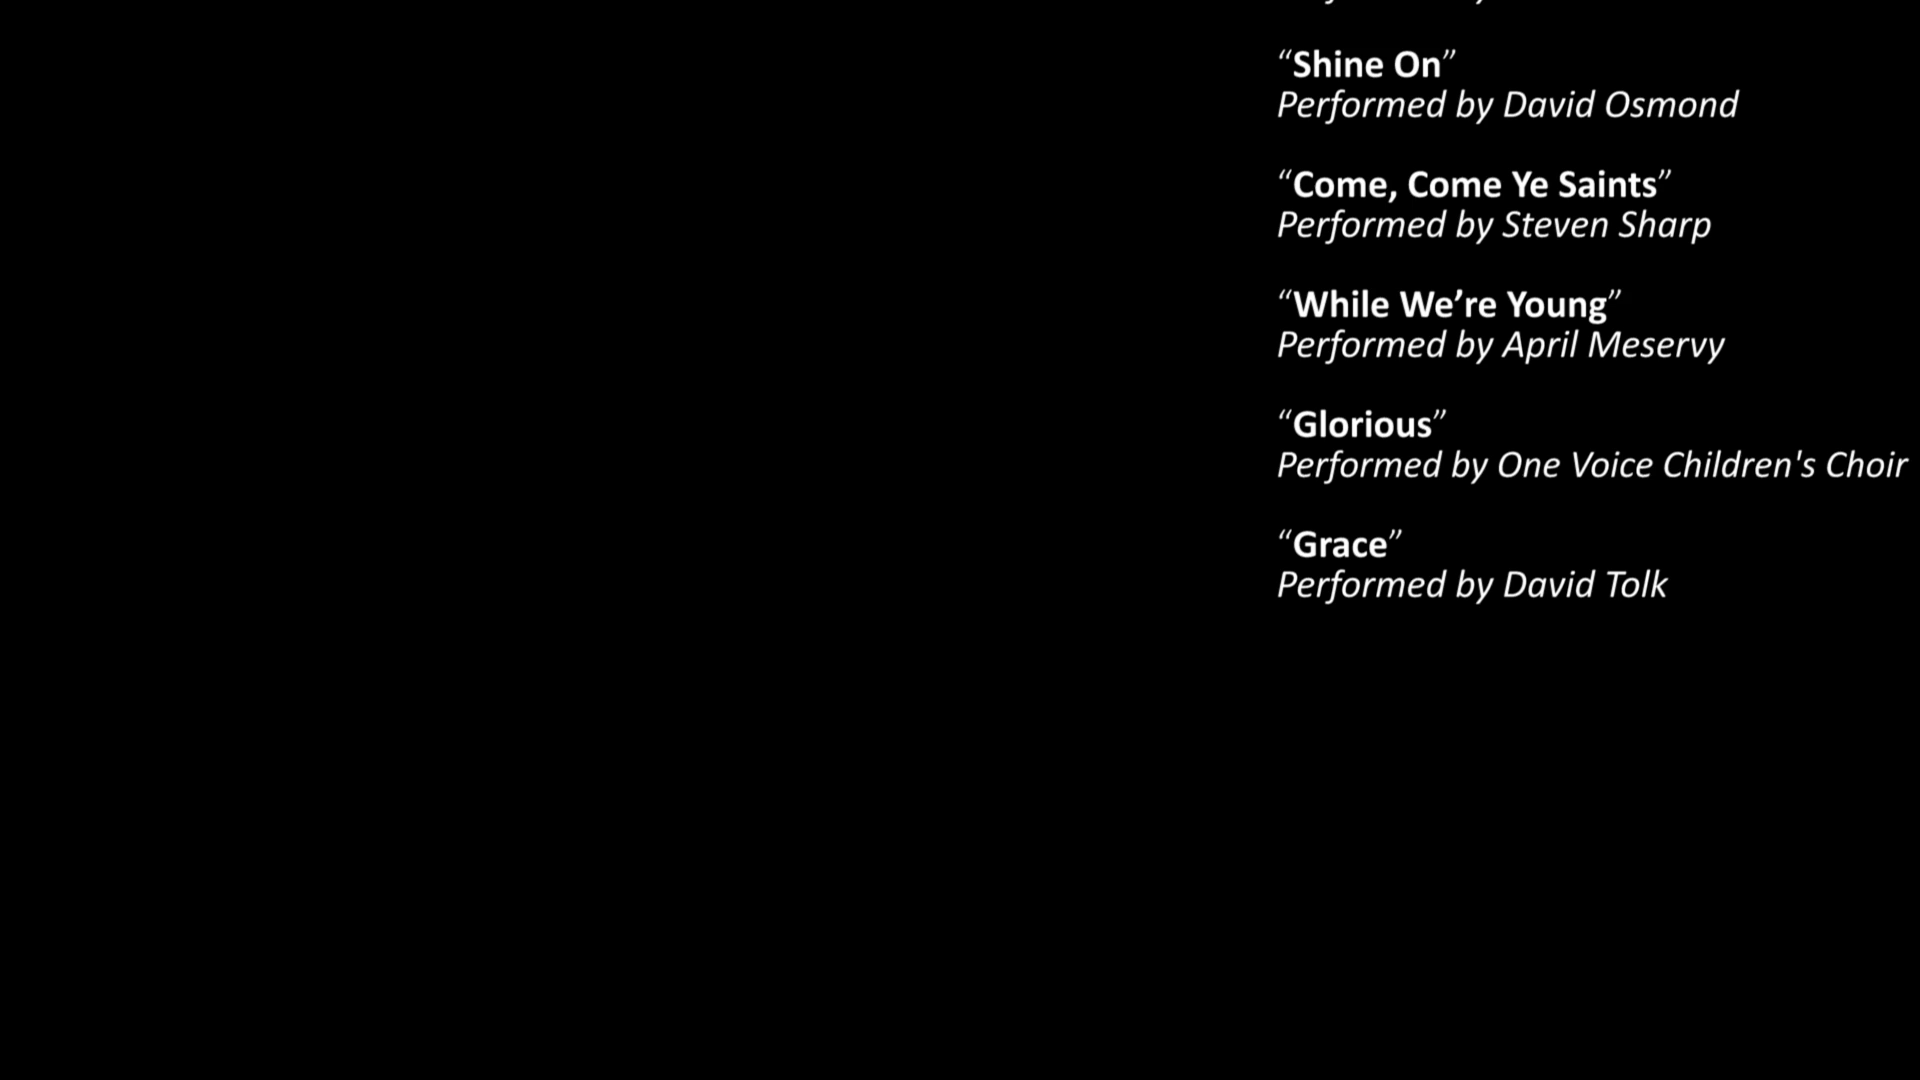 “Shine On”
Performed by David Osmond
“Come, Come Ye Saints”
Performed by Steven Sharp
“While We’re Young”
Performed by April Meservy
“Glorious”
Performed by One Voice Children's Choir
“Grace”
Performed by David Tolk